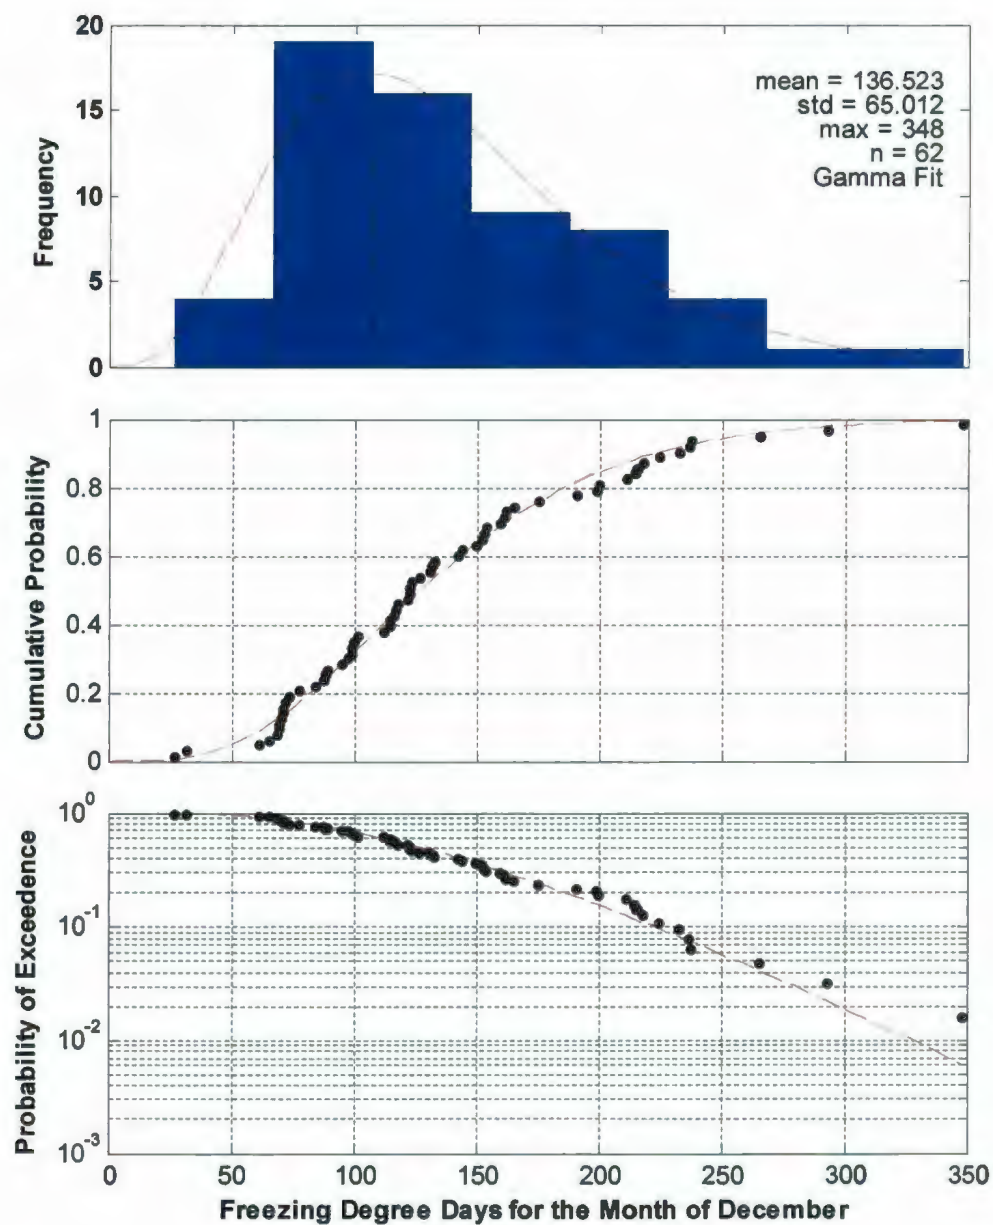 20
15
10
5
0
Frequency
mean = 136.523
std = 65.012
max = 348
n = 62
Gamma Fit
1
0.8
0.6
0.4
0.2
0
Cumulative Probability
10^0
10^-1
10^-2
10^-3
Probability of Exceedence
0 50 100 150 200 250 300 350
Freezing Degree Days for the Month of December